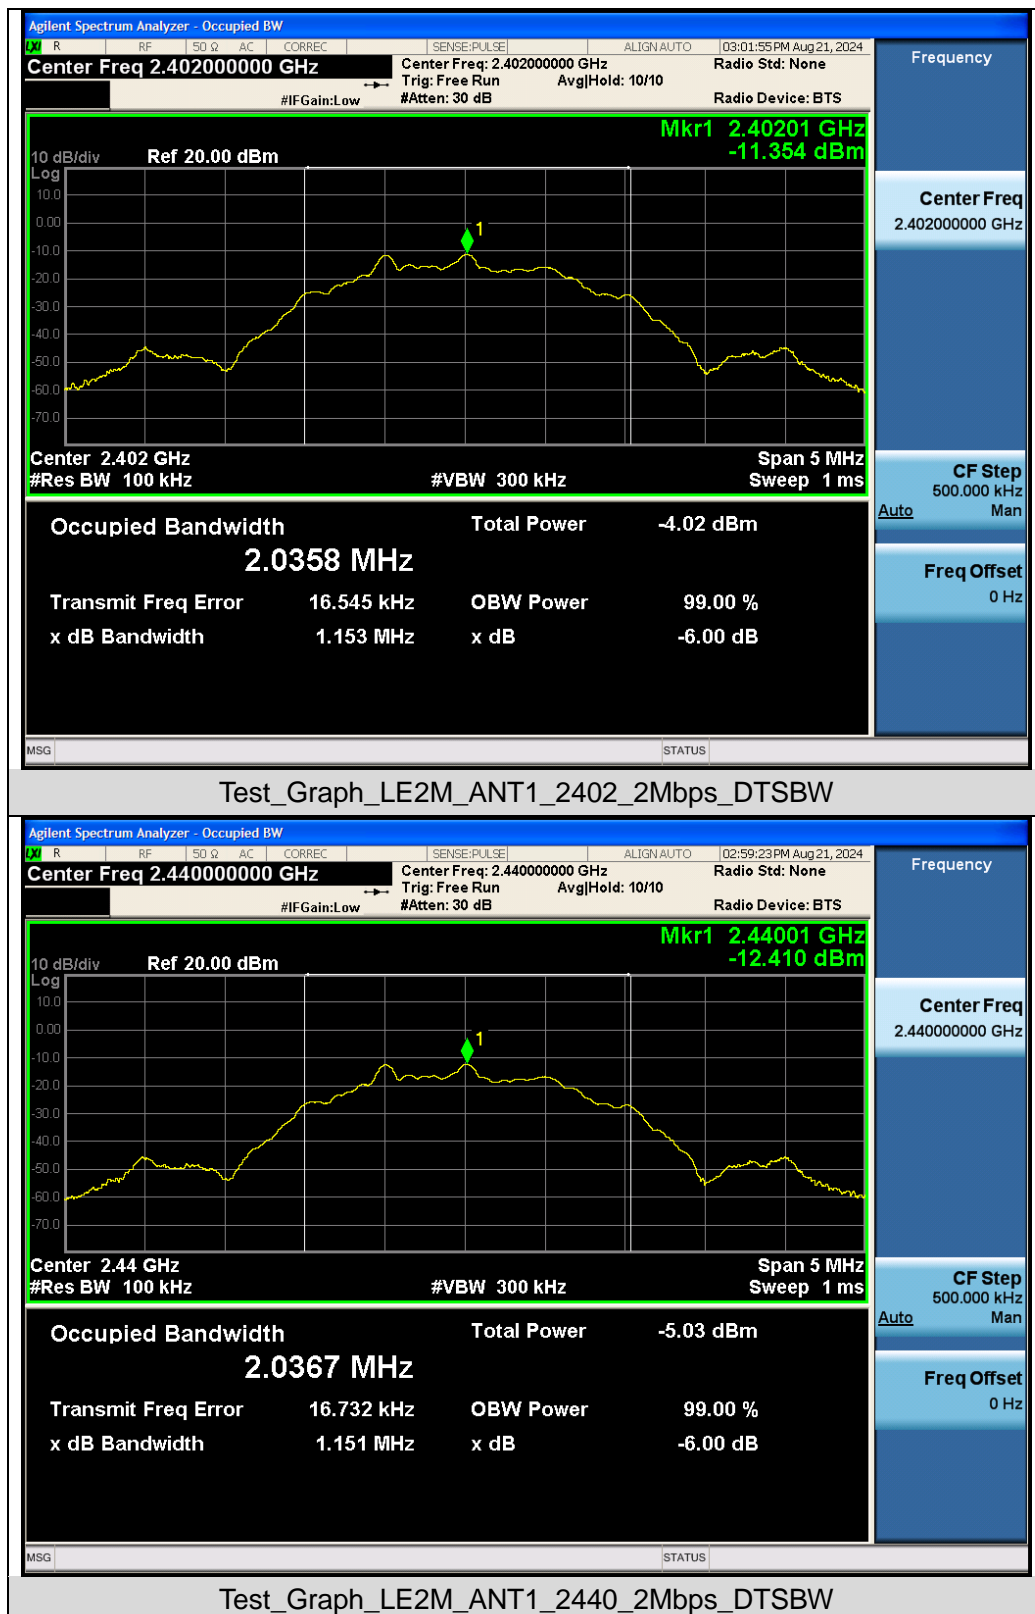 Agilent Spectrum Analyzer - Occupied BW
LXI R RF 50 Ω AC CORREC SENSE:PULSE ALIGN AUTO 03:01:55 PM Aug 21, 2024
Center Freq 2.402000000 GHz
Center Freq: 2.402000000 GHz
Radio Std: None
Trig: Free Run Avg|Hold: 10/10
#IFGain:Low
#Atten: 30 dB
Radio Device: BTS
Frequency
Mkr1 2.40201 GHz
-11.354 dBm
10 dB/div Ref 20.00 dBm
Log
10.0
0.00
-10.0
-20.0
-30.0
-40.0
-50.0
-60.0
-70.0
1
Center 2.402 GHz
Span 5 MHz
#Res BW 100 kHz
#VBW 300 kHz
Sweep 1 ms
Center Freq
2.402000000 GHz
CF Step
500.000 kHz
Auto Man
Freq Offset
0 Hz
Occupied Bandwidth
Total Power -4.02 dBm
2.0358 MHz
Transmit Freq Error 16.545 kHz OBW Power 99.00 %
x dB Bandwidth 1.153 MHz x dB -6.00 dB
MSG STATUS
Test_Graph_LE2M_ANT1_2402_2Mbps_DTSBW
Agilent Spectrum Analyzer - Occupied BW
LXI R RF 50 Ω AC CORREC SENSE:PULSE ALIGN AUTO 02:59:23 PM Aug 21, 2024
Center Freq 2.440000000 GHz
Center Freq: 2.440000000 GHz
Radio Std: None
Trig: Free Run Avg|Hold: 10/10
#IFGain:Low
#Atten: 30 dB
Radio Device: BTS
Frequency
Mkr1 2.44001 GHz
-12.410 dBm
10 dB/div Ref 20.00 dBm
Log
10.0
0.00
-10.0
-20.0
-30.0
-40.0
-50.0
-60.0
-70.0
1
Center 2.44 GHz
Span 5 MHz
#Res BW 100 kHz
#VBW 300 kHz
Sweep 1 ms
Center Freq
2.440000000 GHz
CF Step
500.000 kHz
Auto Man
Freq Offset
0 Hz
Occupied Bandwidth
Total Power -5.03 dBm
2.0367 MHz
Transmit Freq Error 16.732 kHz OBW Power 99.00 %
x dB Bandwidth 1.151 MHz x dB -6.00 dB
MSG STATUS
Test_Graph_LE2M_ANT1_2440_2Mbps_DTSBW